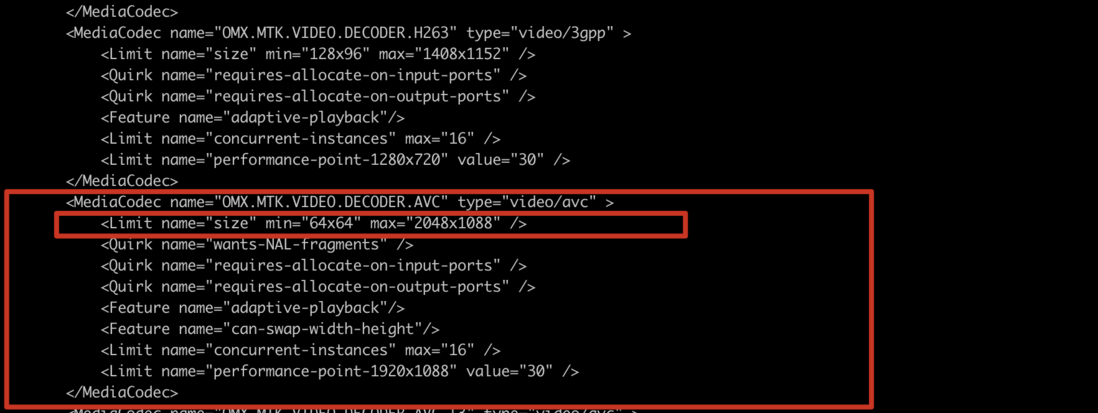 </MediaCodec>
<MediaCodec name="OMX.MTK.VIDEO.DECODER.H263" type="video/3gpp" >
<Limit name="size" min="128x96" max="1408x1152" />
<Quirk name="requires-allocate-on-input-ports" />
<Quirk name="requires-allocate-on-output-ports" />
<Feature name="adaptive-playback"/>
<Limit name="concurrent-instances" max="16" />
<Limit name="performance-point-1280x720" value="30" />
</MediaCodec>
<MediaCodec name="OMX.MTK.VIDEO.DECODER.AVC" type="video/avc" >
<Limit name="size" min="64x64" max="2048x1088" />
<Quirk name="wants-NAL-fragments" />
<Quirk name="requires-allocate-on-input-ports" />
<Quirk name="requires-allocate-on-output-ports" />
<Feature name="adaptive-playback"/>
<Feature name="can-swap-width-height"/>
<Limit name="concurrent-instances" max="16" />
<Limit name="performance-point-1920x1088" value="30" />
</MediaCodec>